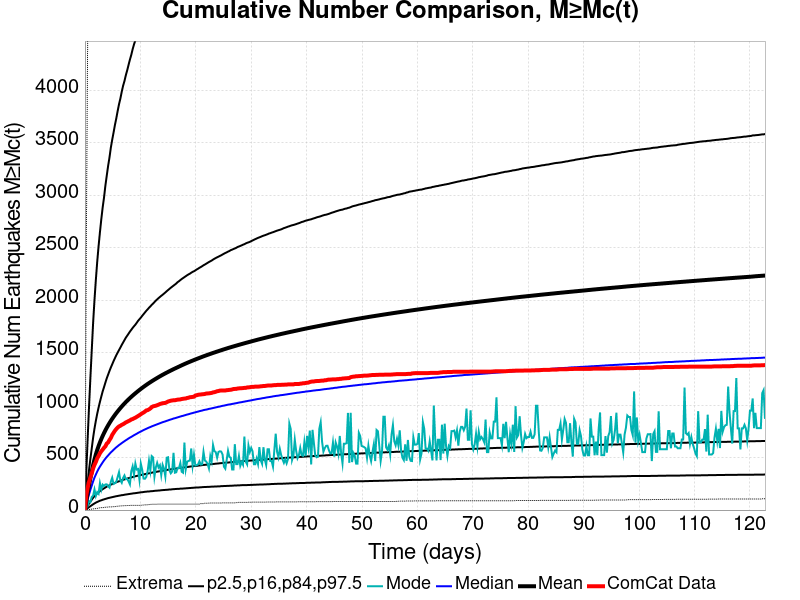 Cumulative Number Comparison, M≥Mc(t)
Cumulative Num Earthquakes M≥Mc(t)
4000
3500
3000
2500
2000
1500
1000
500
0
0 10 20 30 40 50 60 70 80 90 100 110 120
Time (days)
Extrema p2.5,p16,p84,p97.5 Mode Median Mean ComCat Data